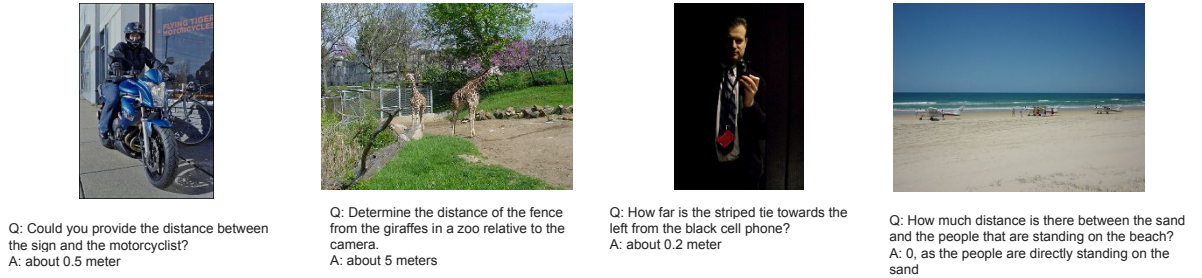 FLYING TIGER
MOTORCYCLES
Q: Could you provide the distance between
the sign and the motorcyclist?
A: about 0.5 meter
Q: Determine the distance of the fence
from the giraffes in a zoo relative to the
camera.
A: about 5 meters
Q: How far is the striped tie towards the
left from the black cell phone?
A: about 0.2 meter
Q: How much distance is there between the sand
and the people that are standing on the beach?
A: 0, as the people are directly standing on the
sand